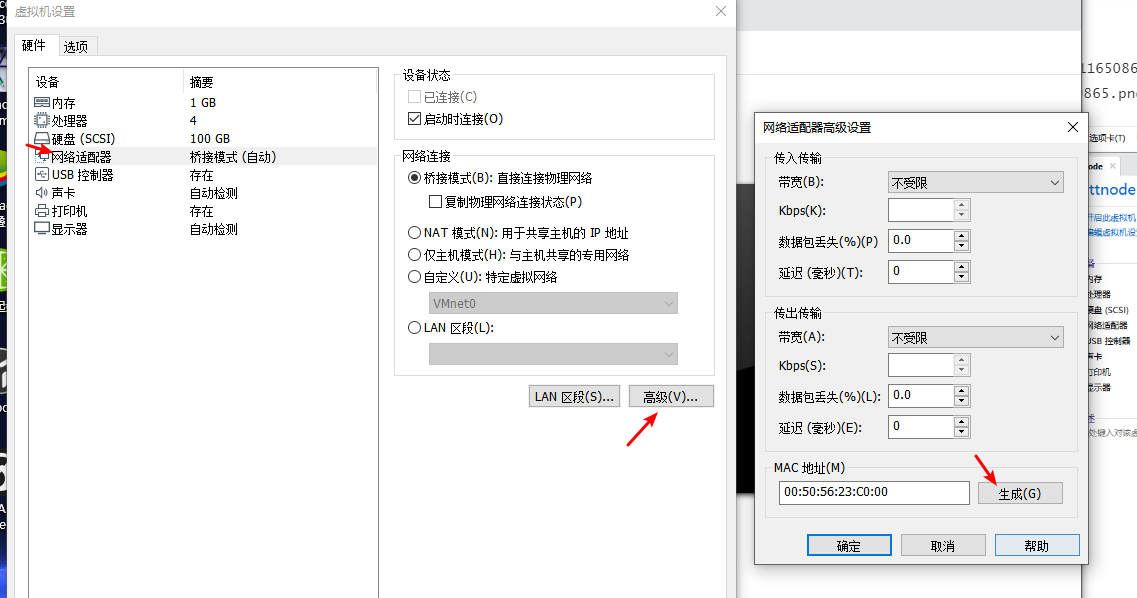 虚拟机设置
硬件
选项
设备
摘要
内存
1 GB
处理器
4
硬盘 (SCSI)
100 GB
网络适配器
桥接模式 (自动)
USB 控制器
存在
声卡
自动检测
打印机
存在
显示器
自动检测
设备状态
已连接(C)
启动时连接(O)
网络连接
桥接模式(B): 直接连接物理网络
复制物理网络连接状态(P)
NAT 模式(N): 用于共享主机的 IP 地址
仅主机模式(H): 与主机共享的专用网络
自定义(U): 特定虚拟网络
VMnet0
LAN 区段(L):
LAN 区段(S)...
高级(V)...
网络适配器高级设置
传入传输
带宽(B):
不受限
Kbps(K):
数据包丢失(%)(P)
0.0
延迟 (毫秒)(T):
0
传出传输
带宽(A):
不受限
Kbps(S):
数据包丢失(%)(L):
0.0
延迟 (毫秒)(E):
0
MAC 地址(M)
00:50:56:23:C0:00
生成(G)
确定
取消
帮助
1165086
865.pn
选项卡(T)
ode
ttnode
开启此虚拟机
编辑虚拟机设
内存
处理器
硬盘 (SCSI)
网络适配器
USB 控制器
声卡
打印机
显示器
处键入对该虚